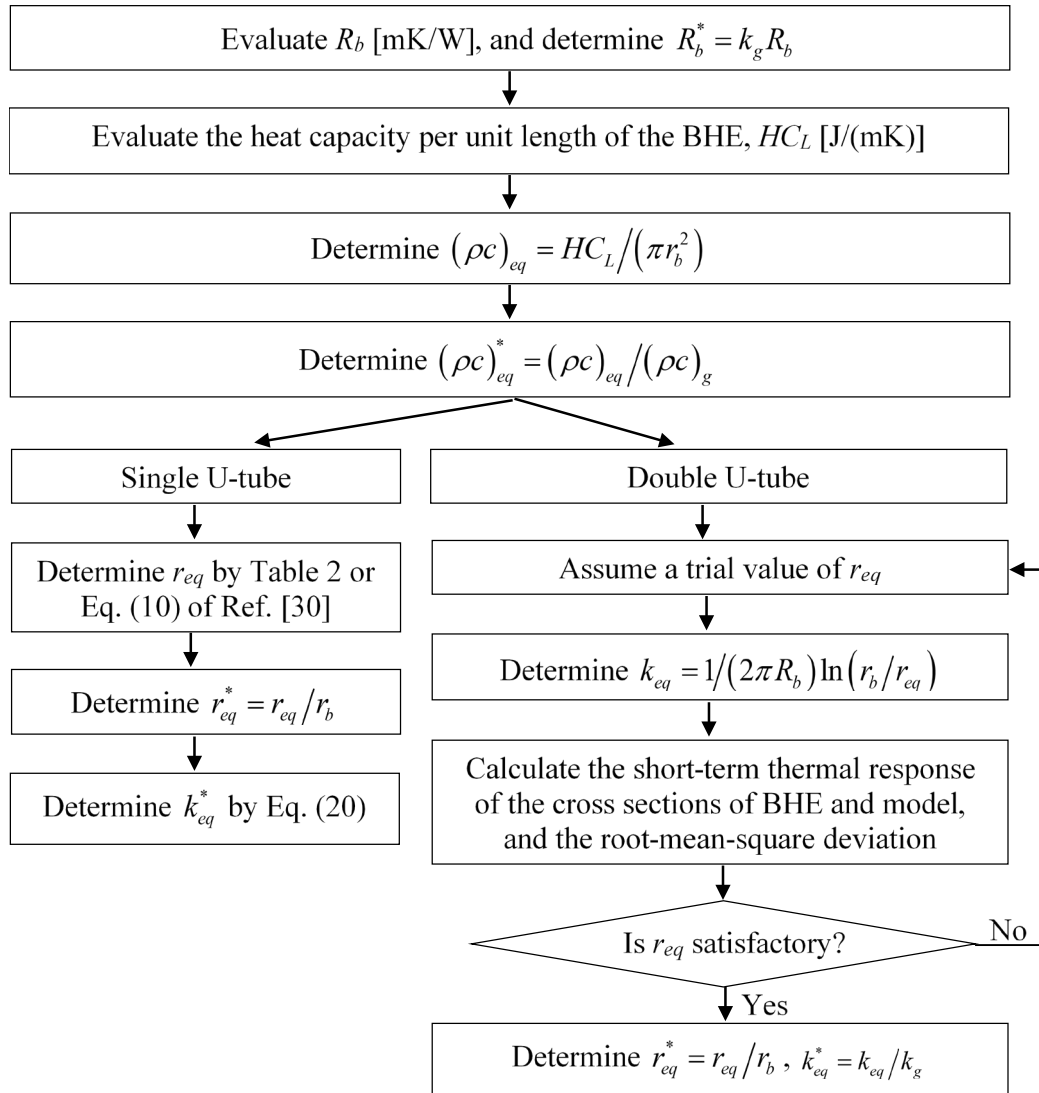 Evaluate R_b [mK/W], and determine R_b^* = k_g R_b
Evaluate the heat capacity per unit length of the BHE, HC_L [J/(mK)]
Determine (ρc)_eq = HC_L/(πr_b^2)
Determine (ρc)_eq^* = (ρc)_eq/(ρc)_g
Single U-tube
Determine r_eq by Table 2 or
Eq. (10) of Ref. [30]
Determine r_eq^* = r_eq/r_b
Determine k_eq^* by Eq. (20)
Double U-tube
Assume a trial value of r_eq
Determine k_eq = 1/(2πR_b)ln(r_b/r_eq)
Calculate the short-term thermal response
of the cross sections of BHE and model,
and the root-mean-square deviation
Is r_eq satisfactory?
No
Yes
Determine r_eq^* = r_eq/r_b , k_eq^* = k_eq/k_g